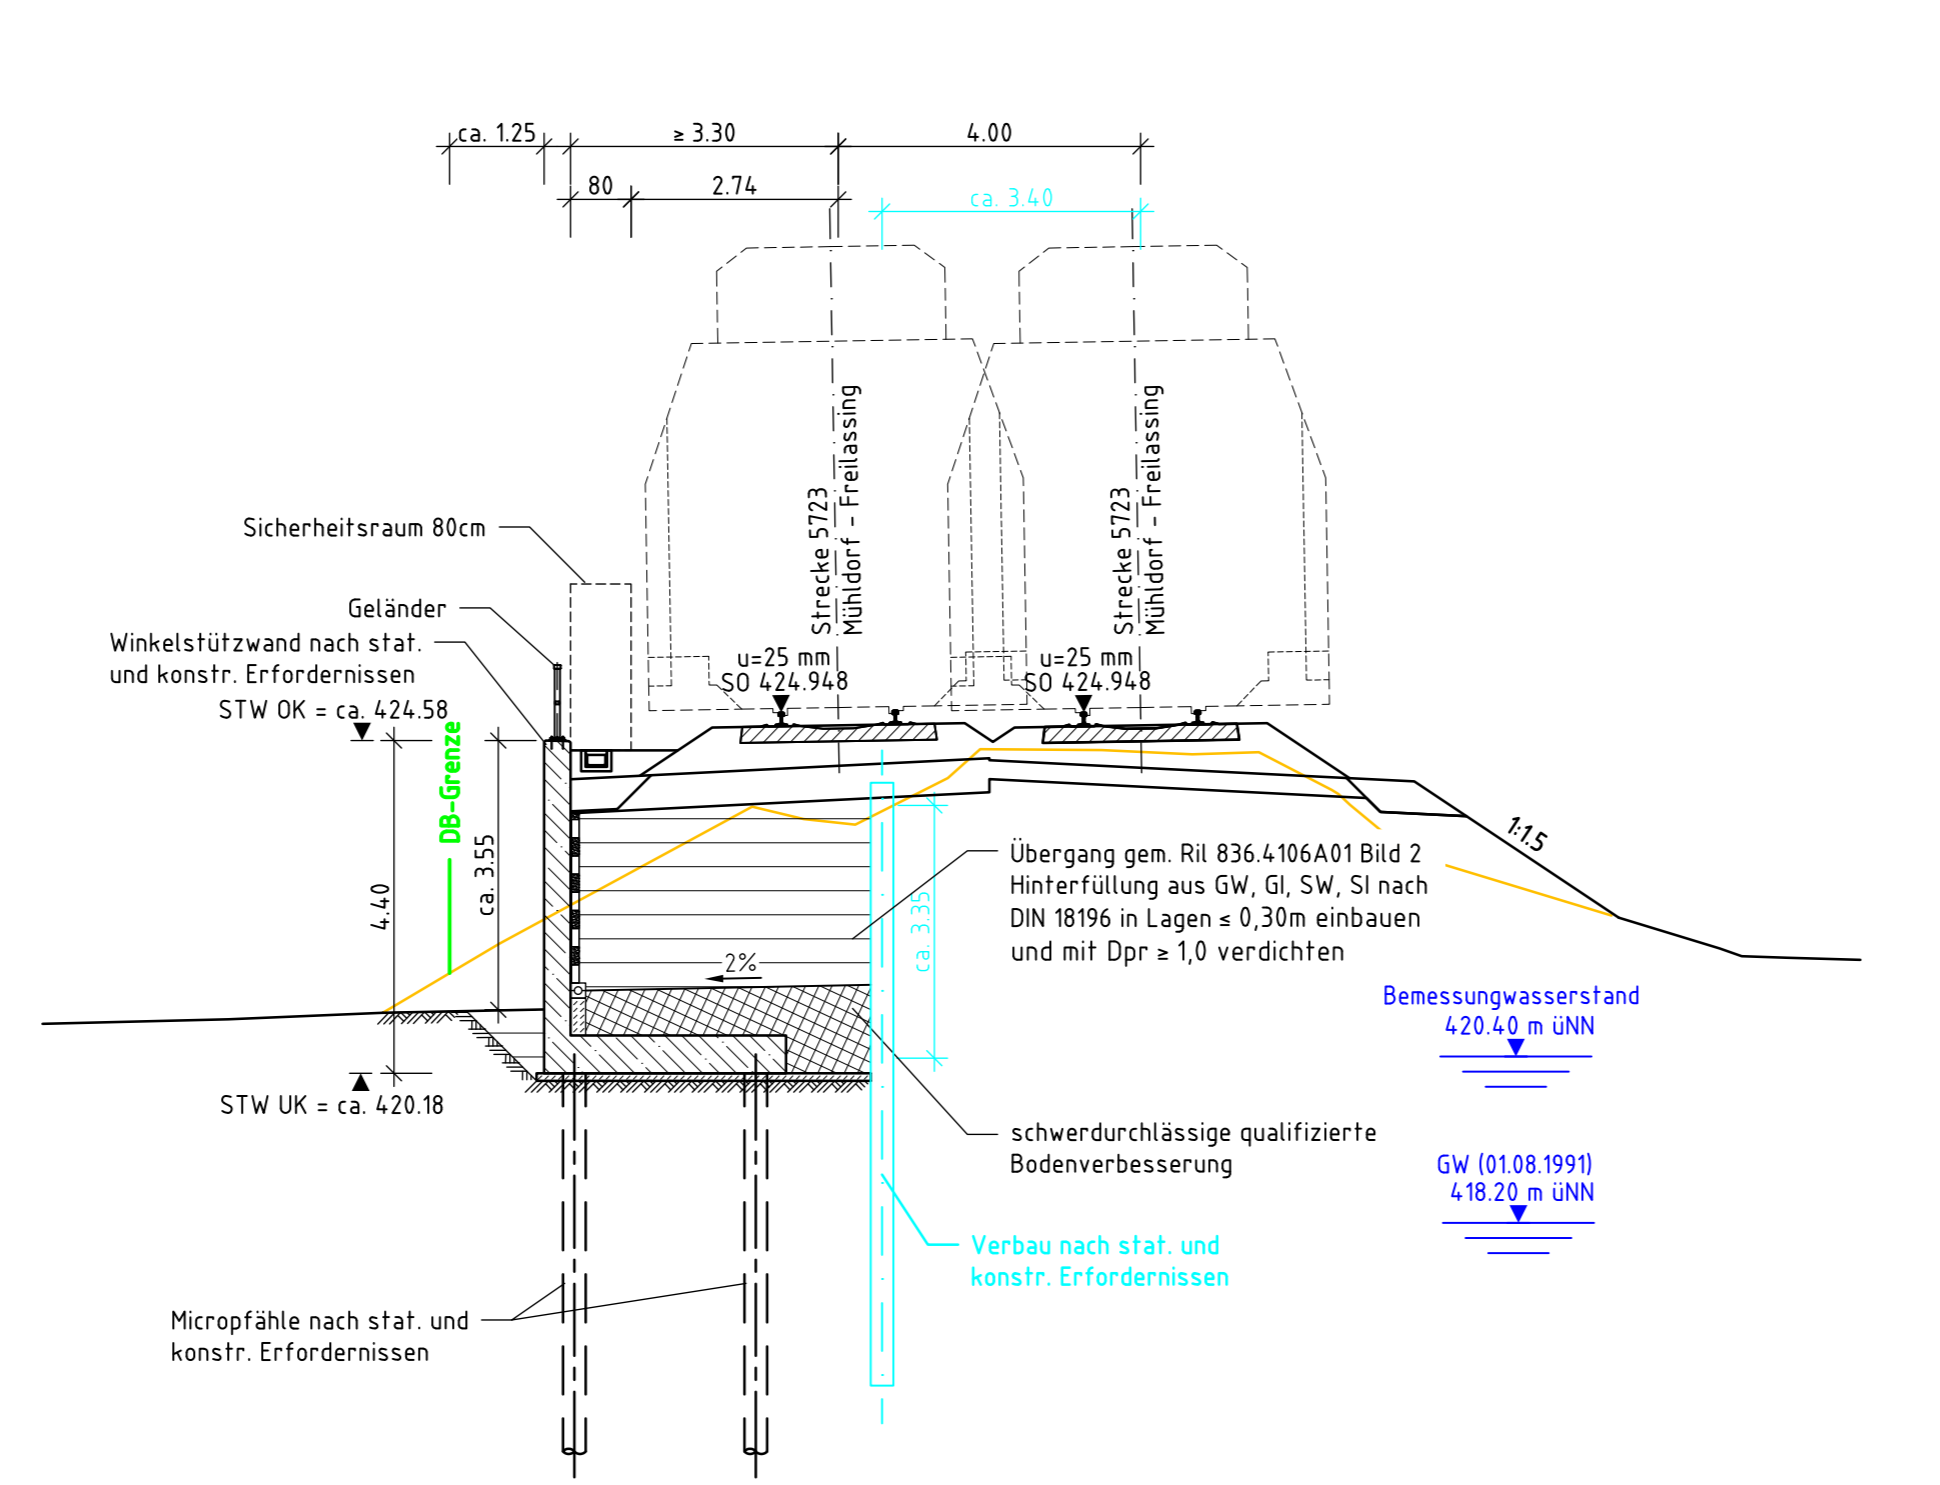 ca. 1.25
≥ 3.30
4.00
80
2.74
ca. 3.40
Strecke 5723
Mühldorf - Freilassing
Strecke 5723
Mühldorf - Freilassing
Sicherheitsraum 80cm
Geländer
Winkelstützwand nach stat.
und konstr. Erfordernissen
STW OK = ca. 424.58
u=25 mm
SO 424.948
u=25 mm
SO 424.948
DB-Grenze
4.40
ca. 3.55
1:1.5
Übergang gem. Ril 836.4106A01 Bild 2
Hinterfüllung aus GW, GI, SW, SI nach
DIN 18196 in Lagen ≤ 0,30m einbauen
und mit Dpr ≥ 1,0 verdichten
ca. 3.35
2%
Bemessungwasserstand
420.40 m üNN
STW UK = ca. 420.18
schwerdurchlässige qualifizierte
Bodenverbesserung
GW (01.08.1991)
418.20 m üNN
Verbau nach stat. und
konstr. Erfordernissen
Micropfähle nach stat. und
konstr. Erfordernissen